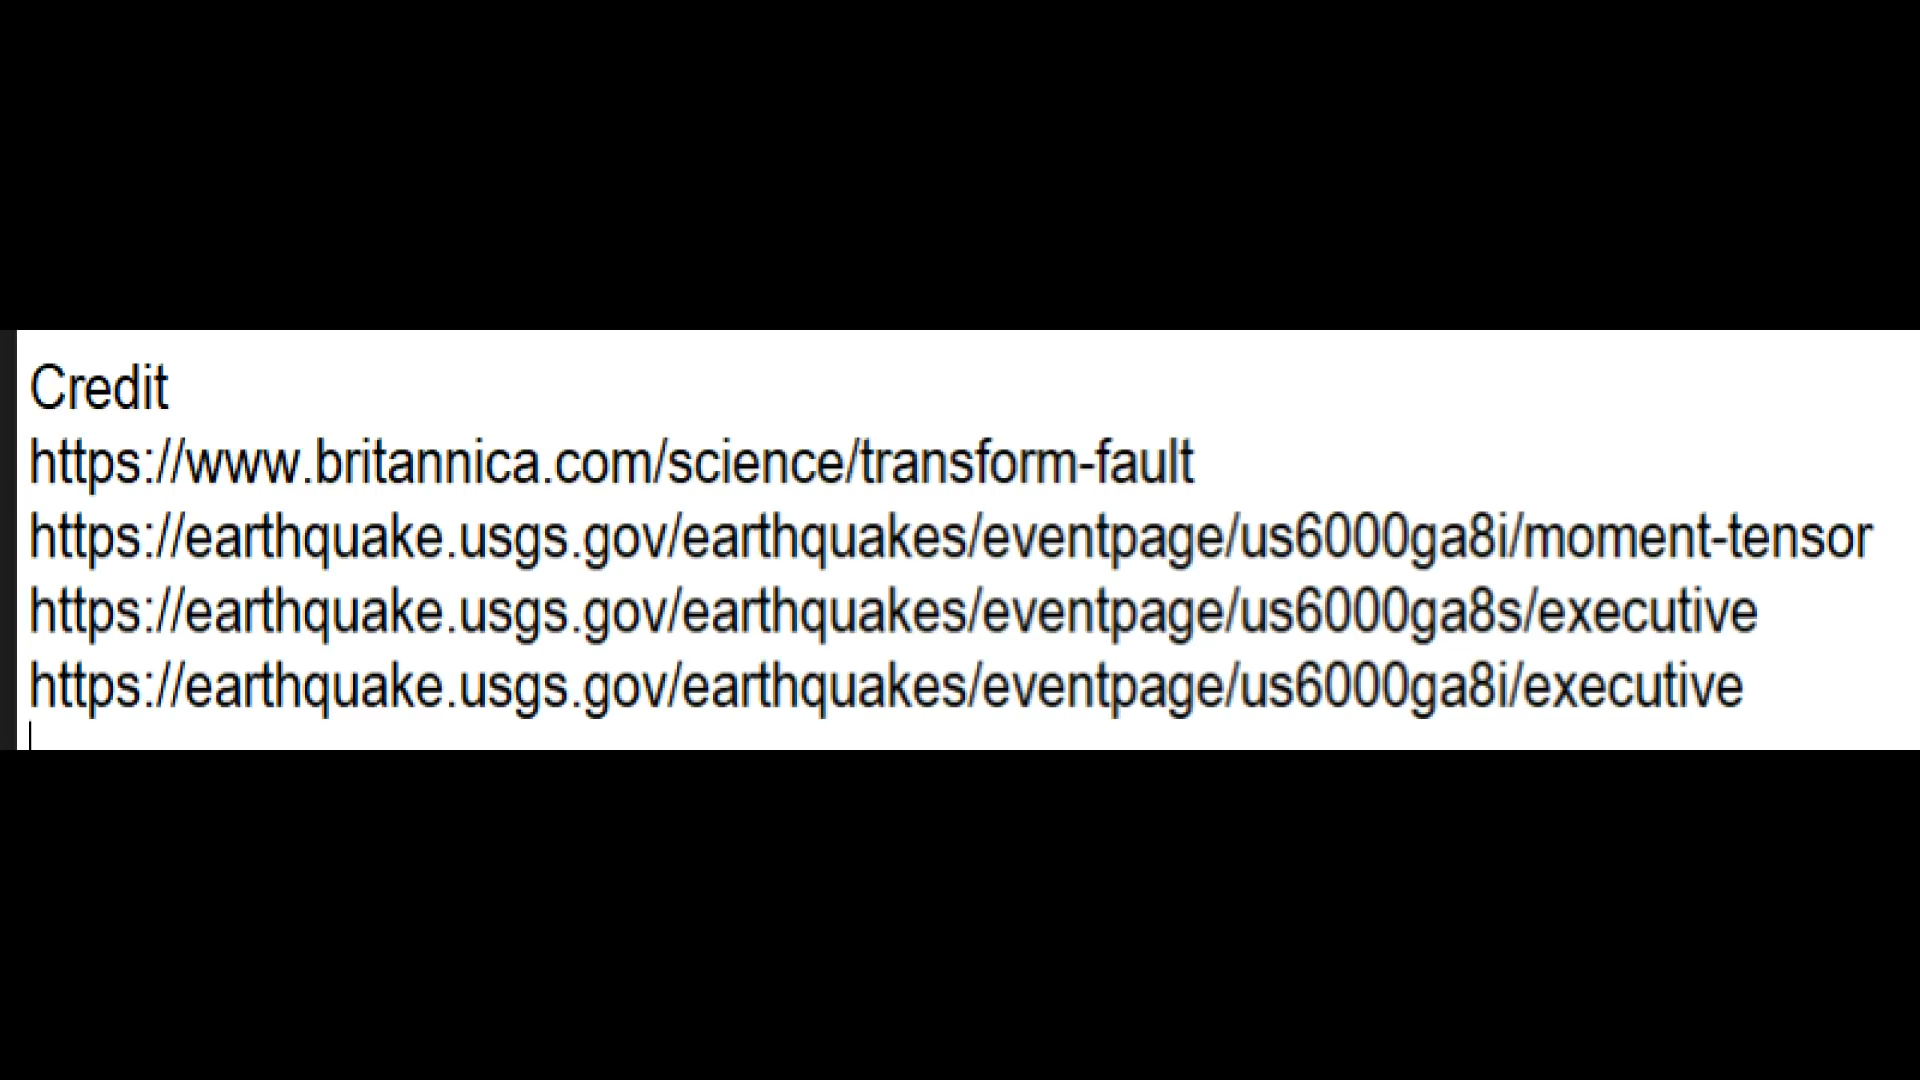 Credit
https://www.britannica.com/science/transform-fault
https://earthquake.usgs.gov/earthquakes/eventpage/us6000ga8i/moment-tensor
https://earthquake.usgs.gov/earthquakes/eventpage/us6000ga8s/executive
https://earthquake.usgs.gov/earthquakes/eventpage/us6000ga8i/executive